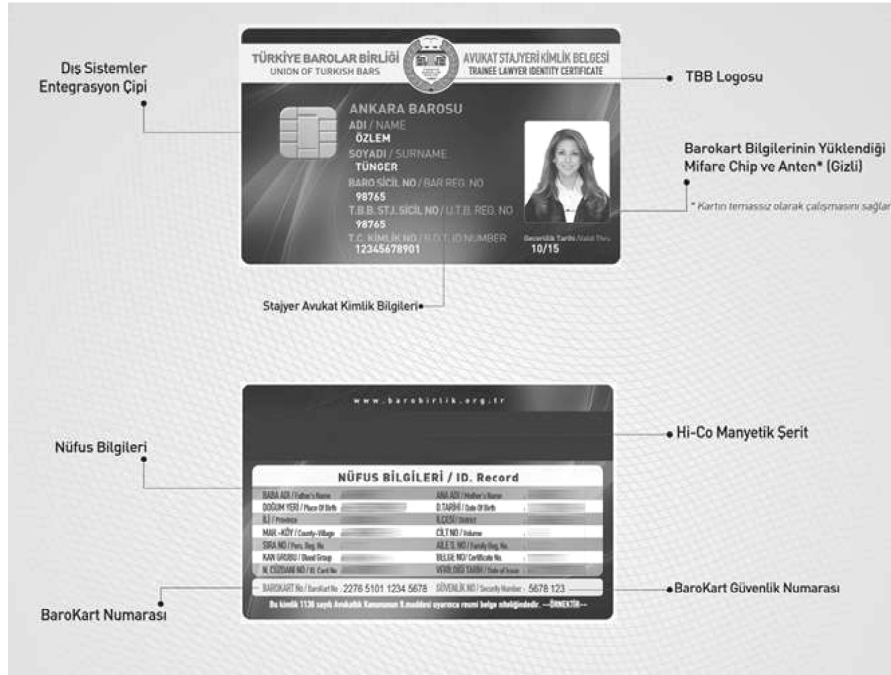 TÜRKİYE BAROLAR BİRLİĞİ
UNION OF TURKISH BARS
AVUKAT STAJYERİ KİMLİK BELGESİ
TRAINEE LAWYER IDENTITY CERTIFICATE
Dış Sistemler
Entegrasyon Çipi
TBB Logosu
ANKARA BAROSU
ADI / NAME
ÖZLEM
SOYADI / SURNAME
TÜNGER
BARO SİCİL NO / BAR REG. NO
98765
T.B.B. STJ. SİCİL NO / U.T.B. REG. NO
98765
T.C. KİMLİK NO / R.O.T. ID NUMBER
12345678901
Geçerlilik Tarihi / Valid Thru
10/15
Barokart Bilgilerinin Yüklendiği
Mifare Chip ve Anten* (Gizli)
* Kartın temassız olarak çalışmasını sağlar
Stajyer Avukat Kimlik Bilgileri
www.barobirlik.org.tr
Hi-Co Manyetik Şerit
Nüfus Bilgileri
NÜFUS BİLGİLERİ / ID. Record
BABA ADI / Father's Name ANA ADI / Mother's Name
DOĞUM YERİ / Place Of Birth D.TARİHİ / Date Of Birth
İLİ / Province İLÇESİ / District
MAH.-KÖY / County-Village CİLT NO / Volume
SIRA NO / Pers. Reg. No AİLE S. NO / Family Reg. No.
KAN GRUBU / Blood Group BELGE NO / Certificate No.
N. CÜZDANI NO / ID. Card No VERİLDİĞİ TARİH / Date of Issue
BAROKART No / BaroKart No : 2276 5101 1234 5678 GÜVENLİK NO / Security Number : 5678 123
Bu kimlik 1136 sayılı Avukatlık Kanununun 9.maddesi uyarınca resmi belge niteliğindedir. ---ÖRNEKTİR---
BaroKart Numarası
BaroKart Güvenlik Numarası